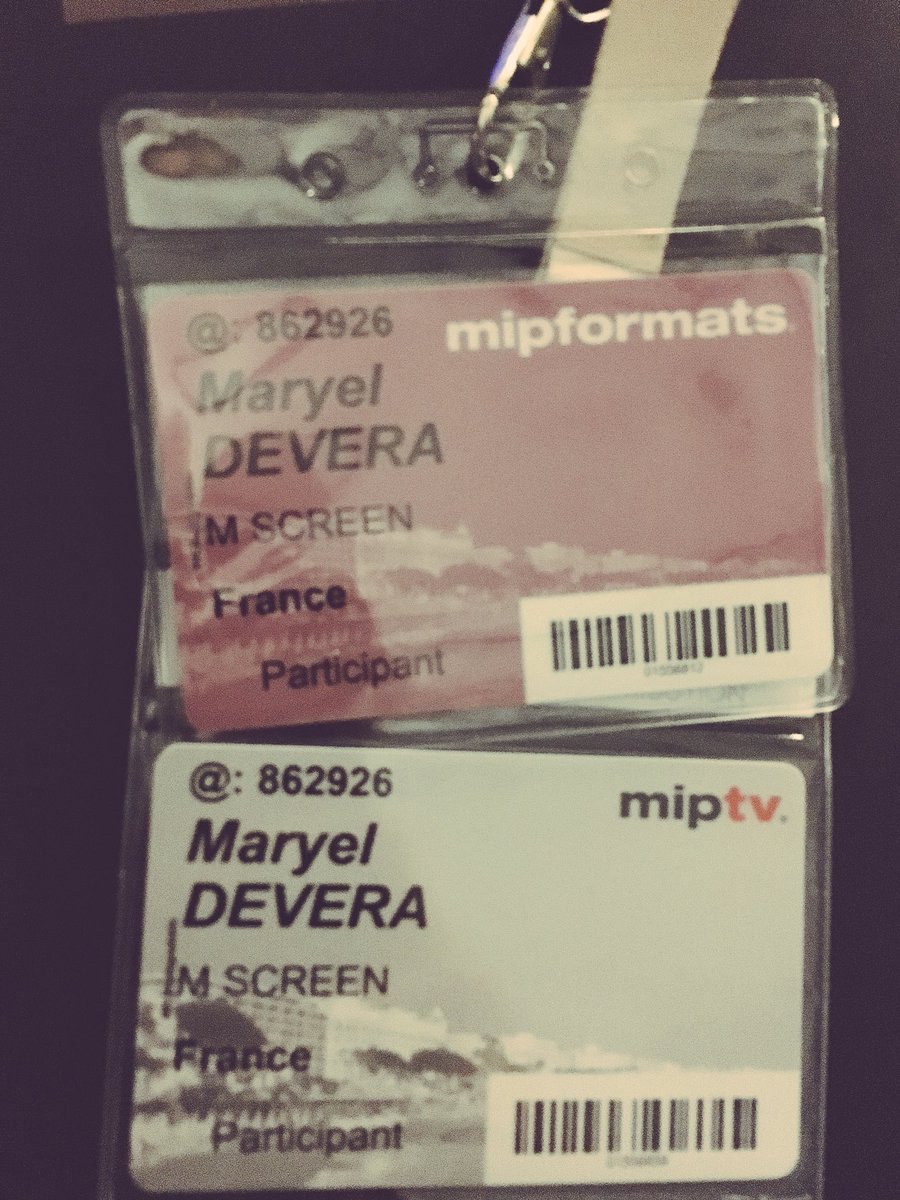 @: 862926
mipformats
Maryel
DEVERA
M SCREEN
France
Participant
@: 862926
miptv.
Maryel
DEVERA
M SCREEN
France
Participant